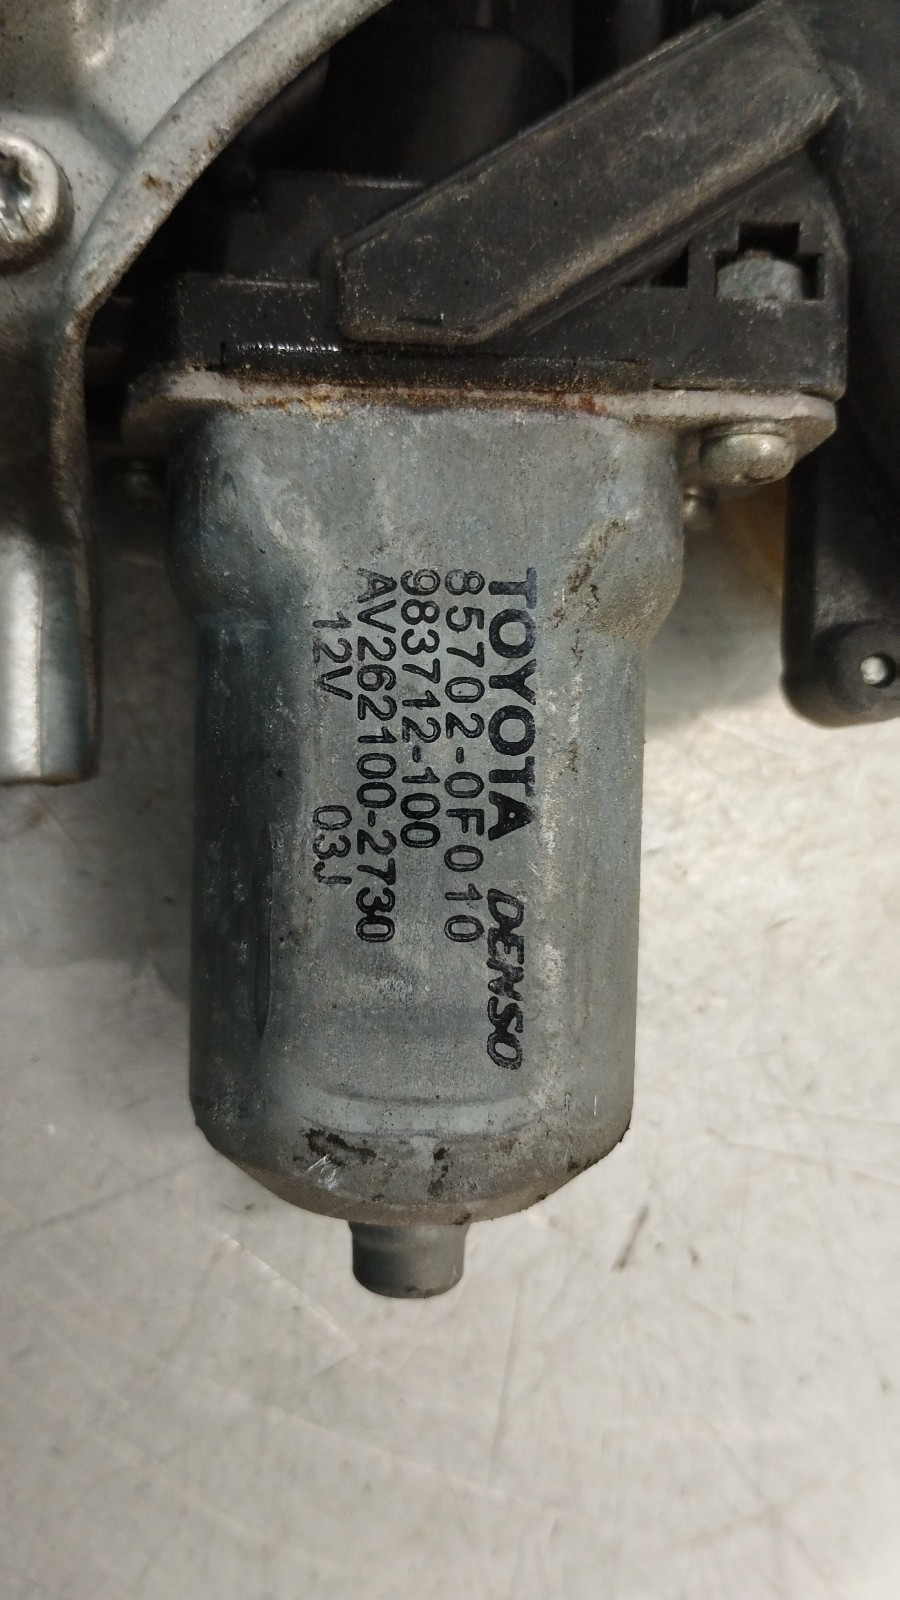 TOYOTA DENSO
85702-0F010
983712-100
AV262100-2730
12V 03J